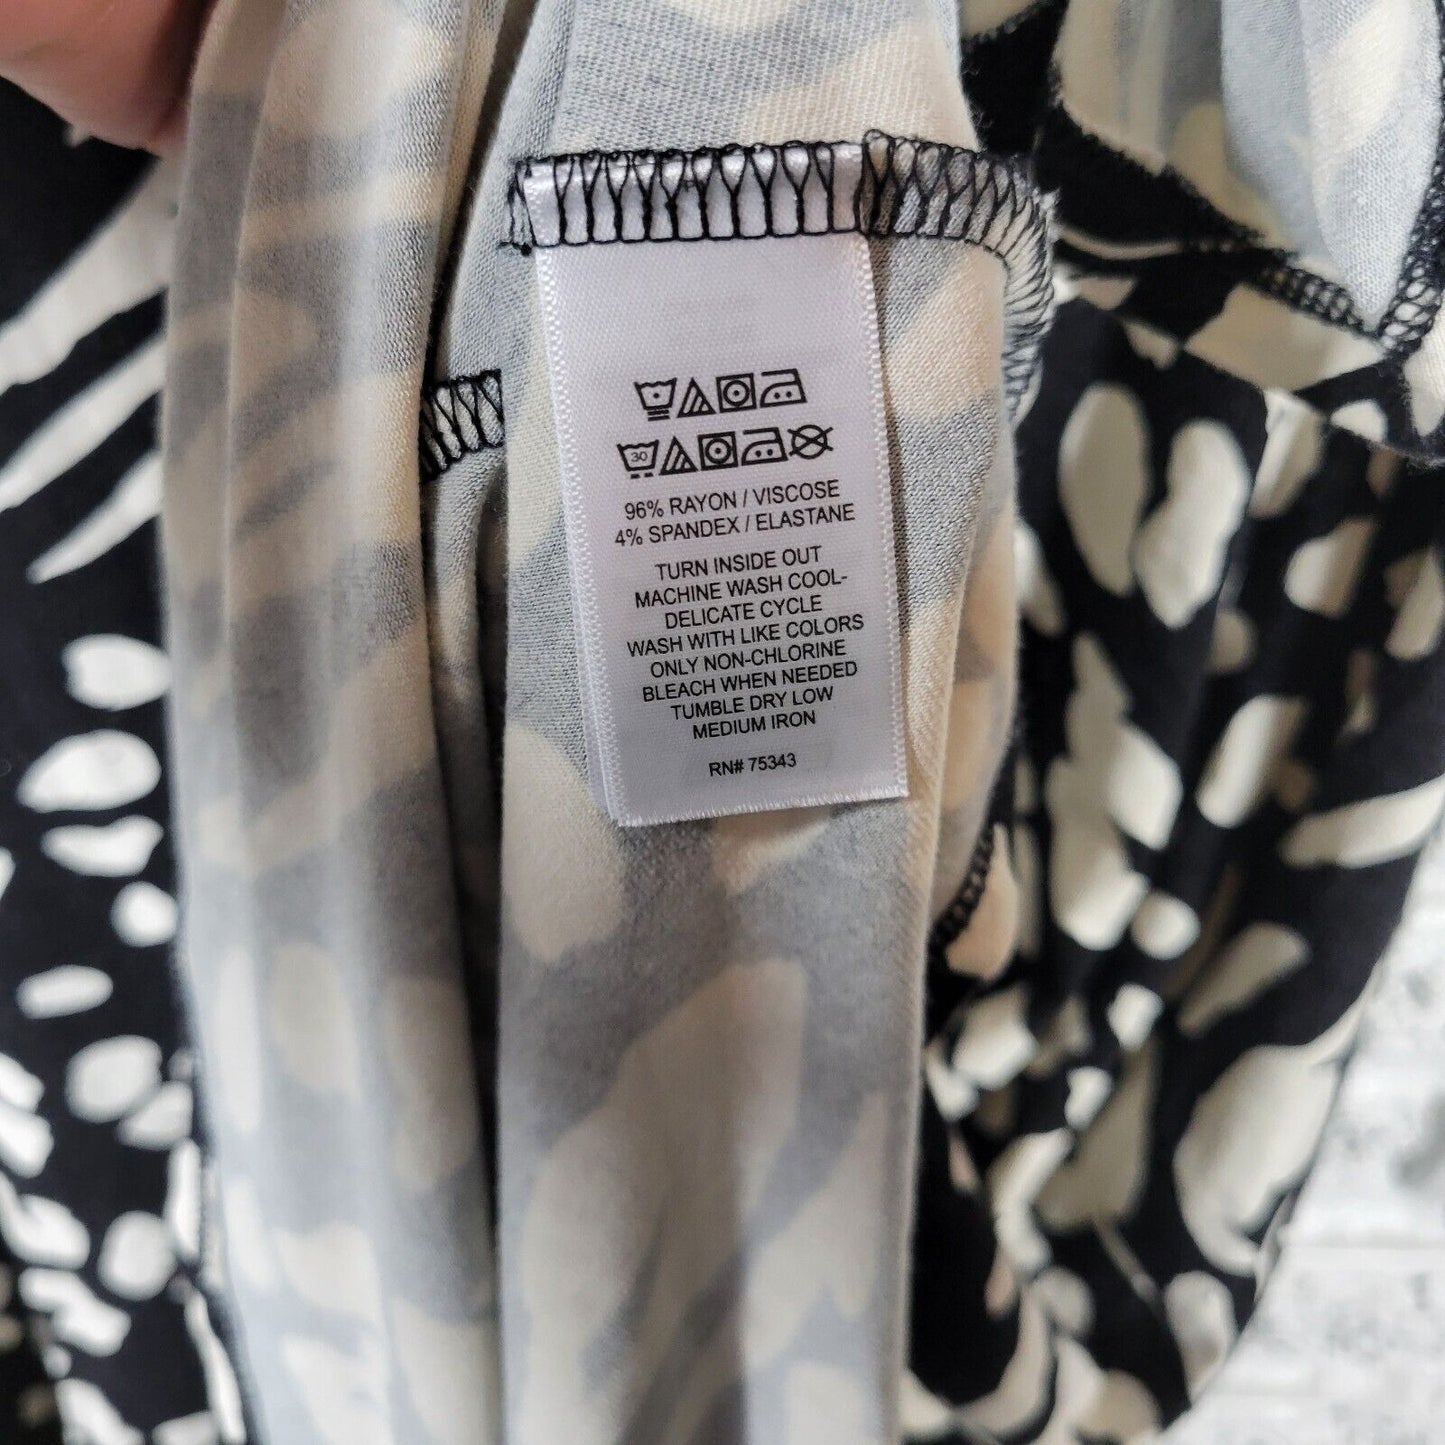 30
96% RAYON / VISCOSE
4% SPANDEX / ELASTANE
TURN INSIDE OUT
MACHINE WASH COOL-
DELICATE CYCLE
WASH WITH LIKE COLORS
ONLY NON-CHLORINE
BLEACH WHEN NEEDED
TUMBLE DRY LOW
MEDIUM IRON
RN# 75343